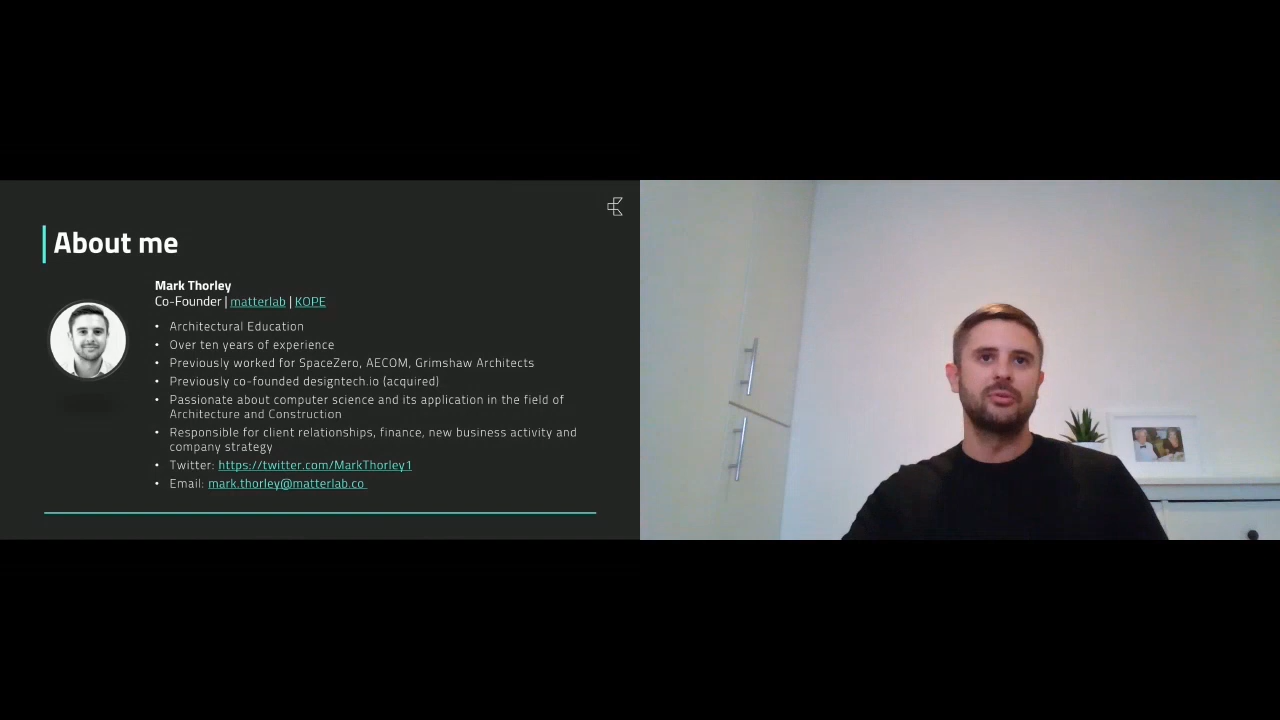 About me
Mark Thorley
Co-Founder | matterlab | KOPE
• Architectural Education
• Over ten years of experience
• Previously worked for SpaceZero, AECOM, Grimshaw Architects
• Previously co-founded designtech.io (acquired)
• Passionate about computer science and its application in the field of
Architecture and Construction
• Responsible for client relationships, finance, new business activity and
company strategy
• Twitter: https://twitter.com/MarkThorley1
• Email: mark.thorley@matterlab.co